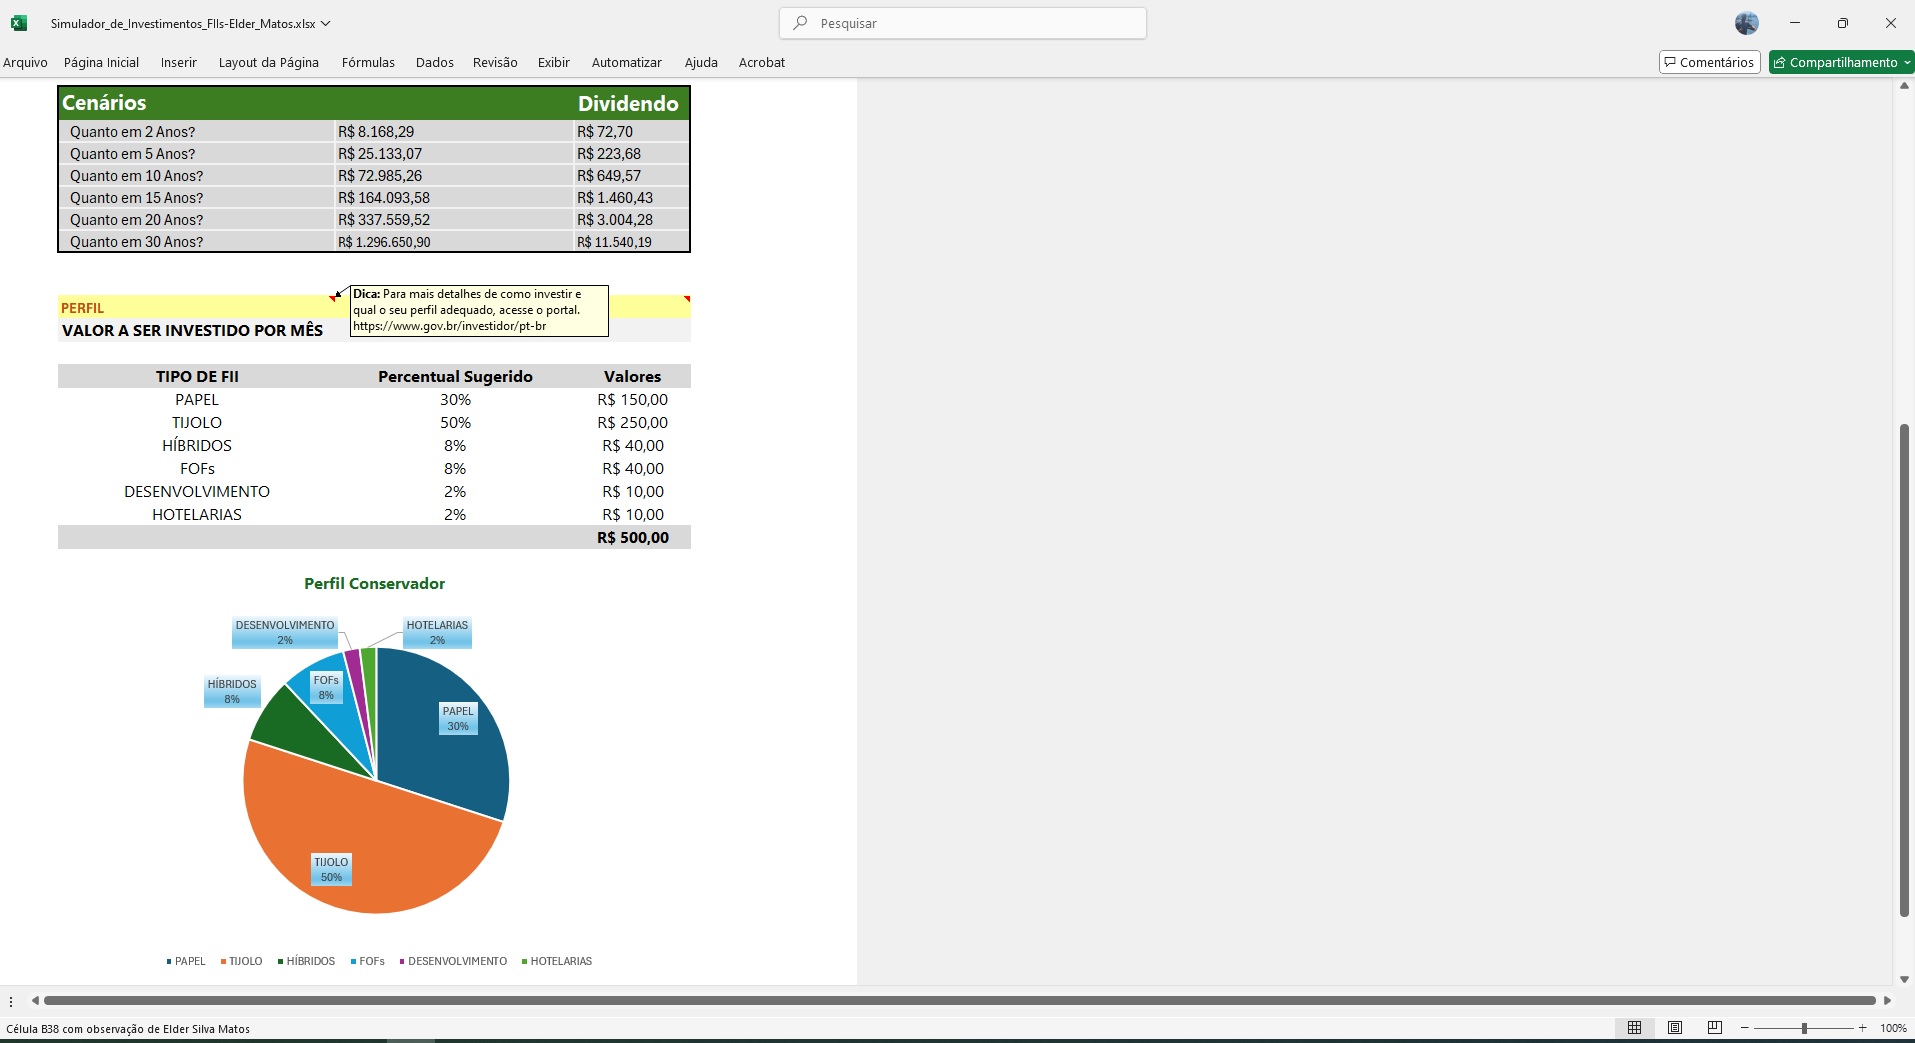 Simulador_de_Investimentos_FIIs-Elder_Matos.xlsx
Pesquisar
Arquivo Página Inicial Inserir Layout da Página Fórmulas Dados Revisão Exibir Automatizar Ajuda Acrobat Comentários Compartilhamento
Cenários Dividendo
Quanto em 2 Anos? R$ 8.168,29 R$ 72,70
Quanto em 5 Anos? R$ 25.133,07 R$ 223,68
Quanto em 10 Anos? R$ 72.985,26 R$ 649,57
Quanto em 15 Anos? R$ 164.093,58 R$ 1.460,43
Quanto em 20 Anos? R$ 337.559,52 R$ 3.004,28
Quanto em 30 Anos? R$ 1.296.650,90 R$ 11.540,19
PERFIL
VALOR A SER INVESTIDO POR MÊS
Dica: Para mais detalhes de como investir e
qual o seu perfil adequado, acesse o portal.
https://www.gov.br/investidor/pt-br
TIPO DE FII Percentual Sugerido Valores
PAPEL 30% R$ 150,00
TIJOLO 50% R$ 250,00
HÍBRIDOS 8% R$ 40,00
FOFs 8% R$ 40,00
DESENVOLVIMENTO 2% R$ 10,00
HOTELARIAS 2% R$ 10,00
R$ 500,00
Perfil Conservador
DESENVOLVIMENTO
2%
HOTELARIAS
2%
HÍBRIDOS
8%
FOFs
8%
PAPEL
30%
TIJOLO
50%
PAPEL TIJOLO HÍBRIDOS FOFs DESENVOLVIMENTO HOTELARIAS
Célula B38 com observação de Elder Silva Matos
100%